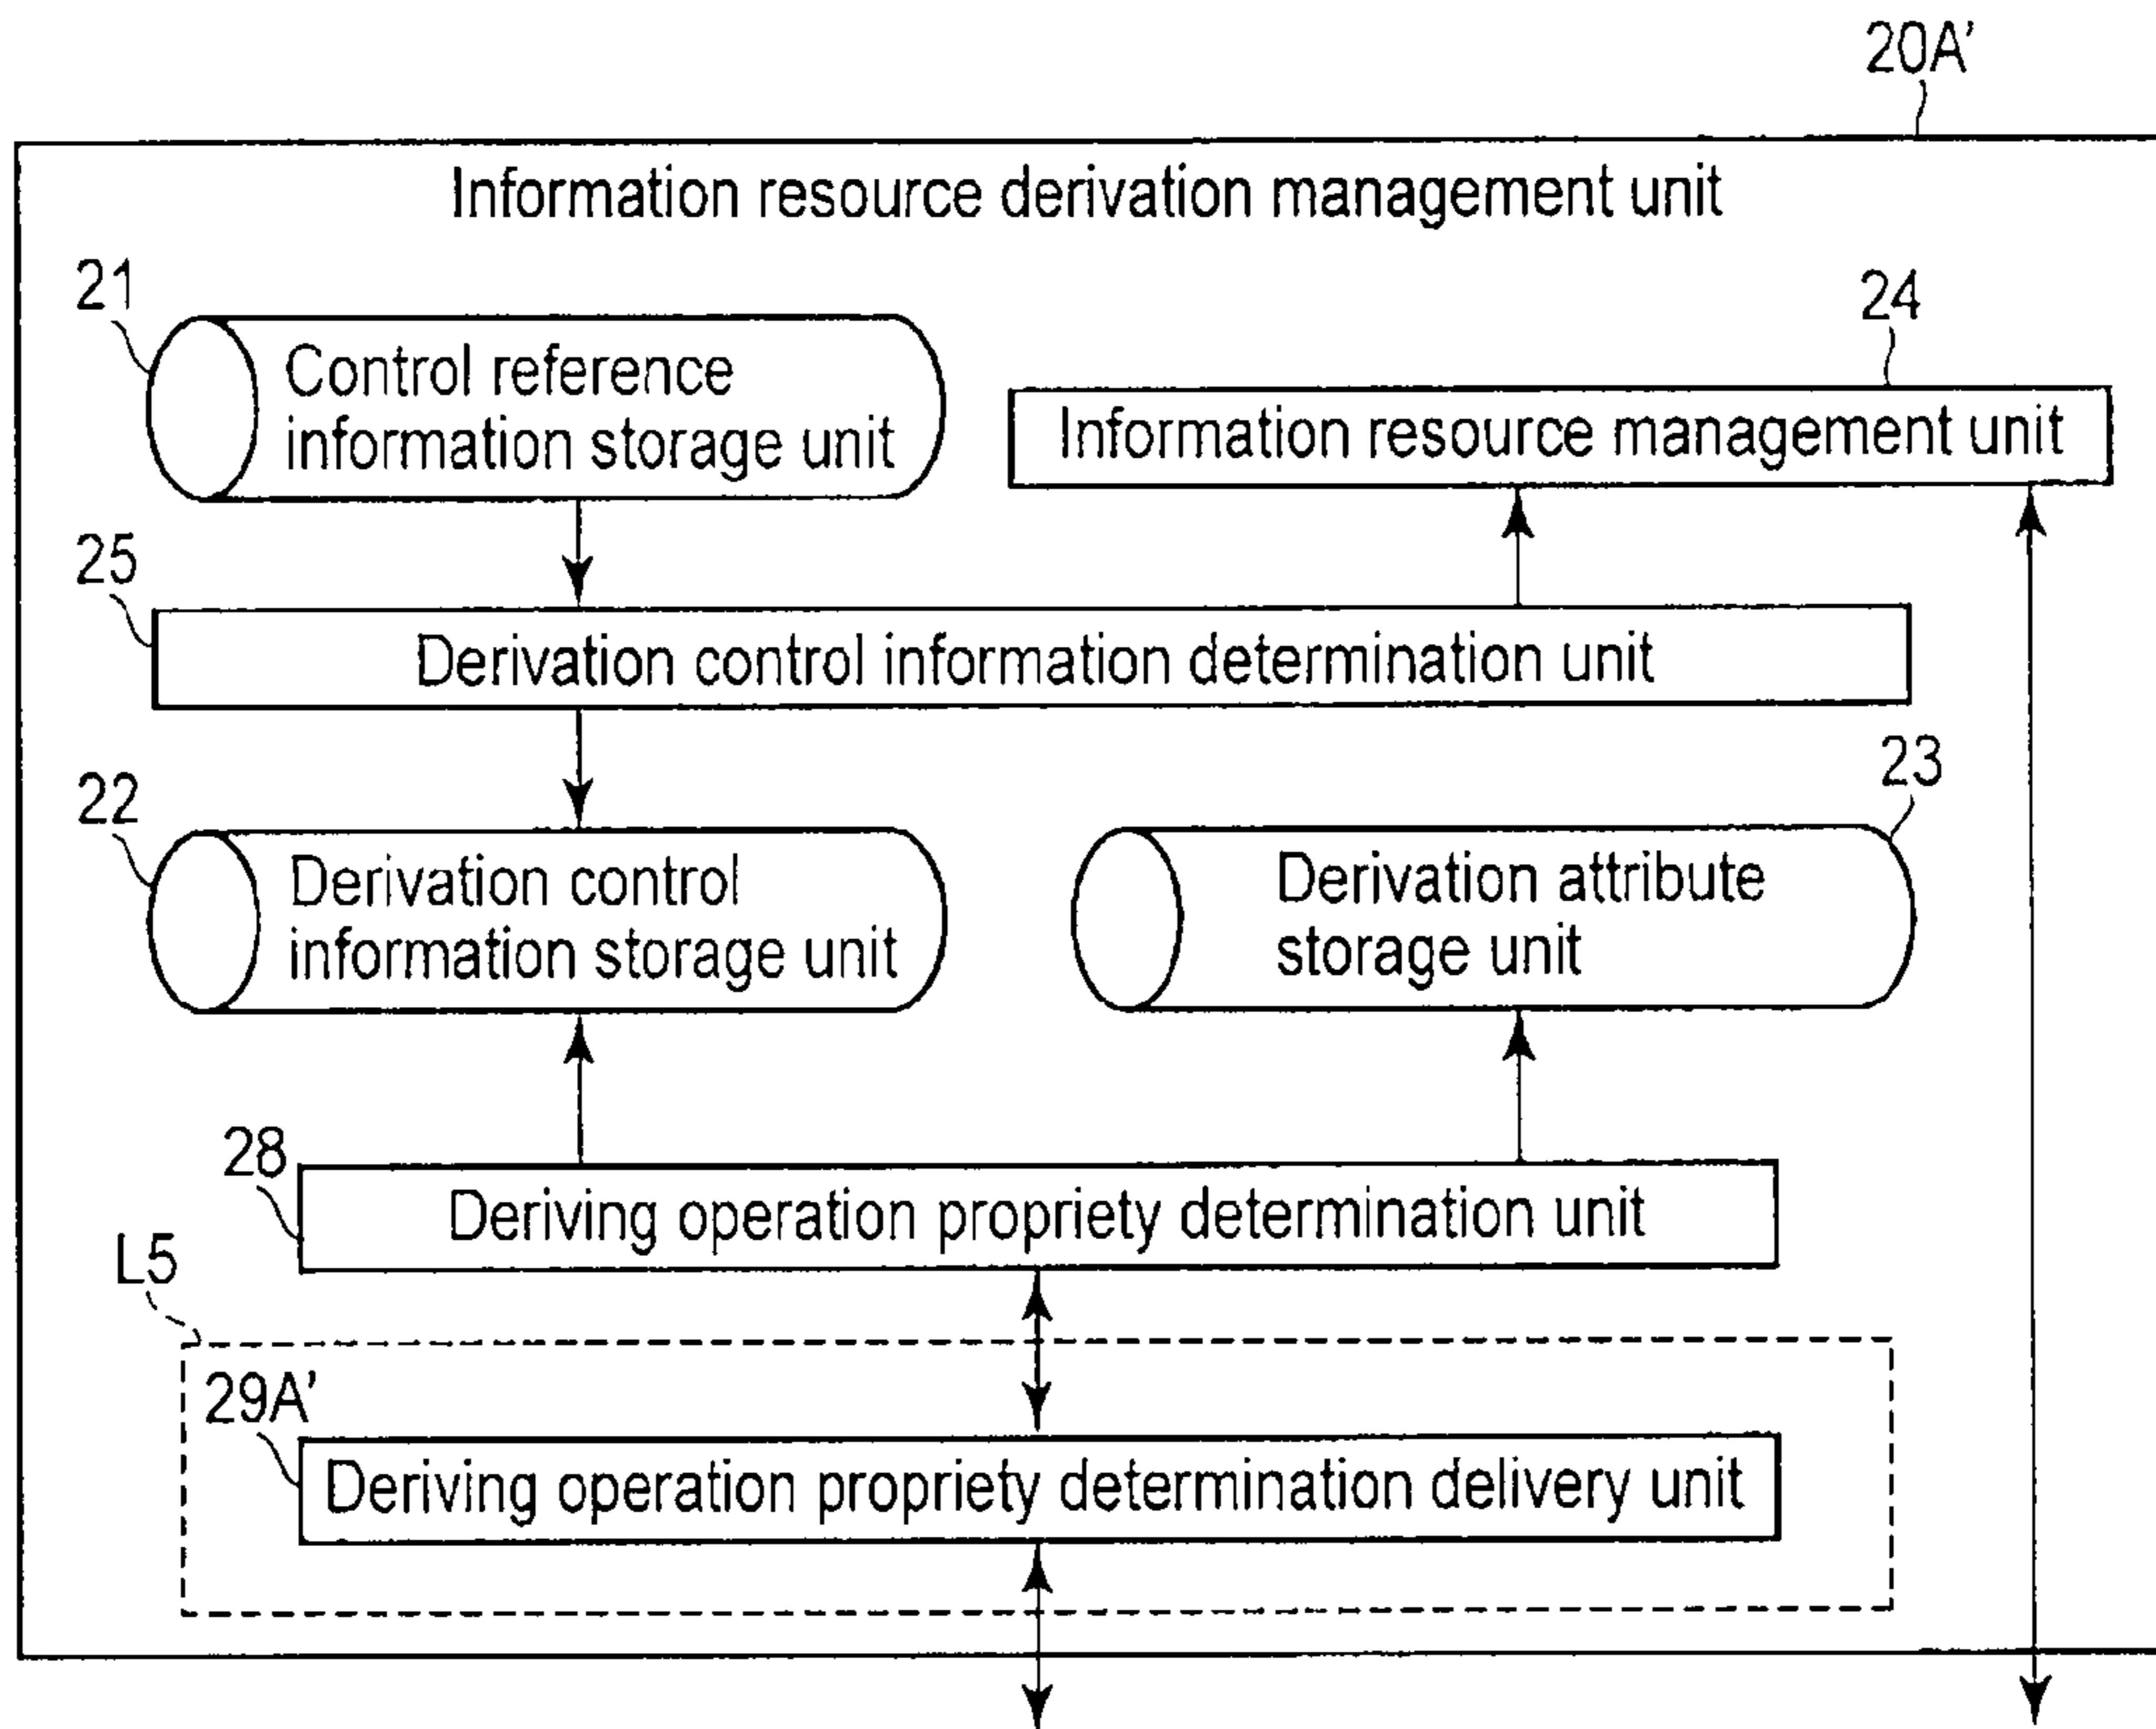 20A'
Information resource derivation management unit
21
Control reference
information storage unit
24
Information resource management unit
25
Derivation control information determination unit
22
Derivation control
information storage unit
23
Derivation attribute
storage unit
28
Deriving operation propriety determination unit
L5
29A'
Deriving operation propriety determination delivery unit